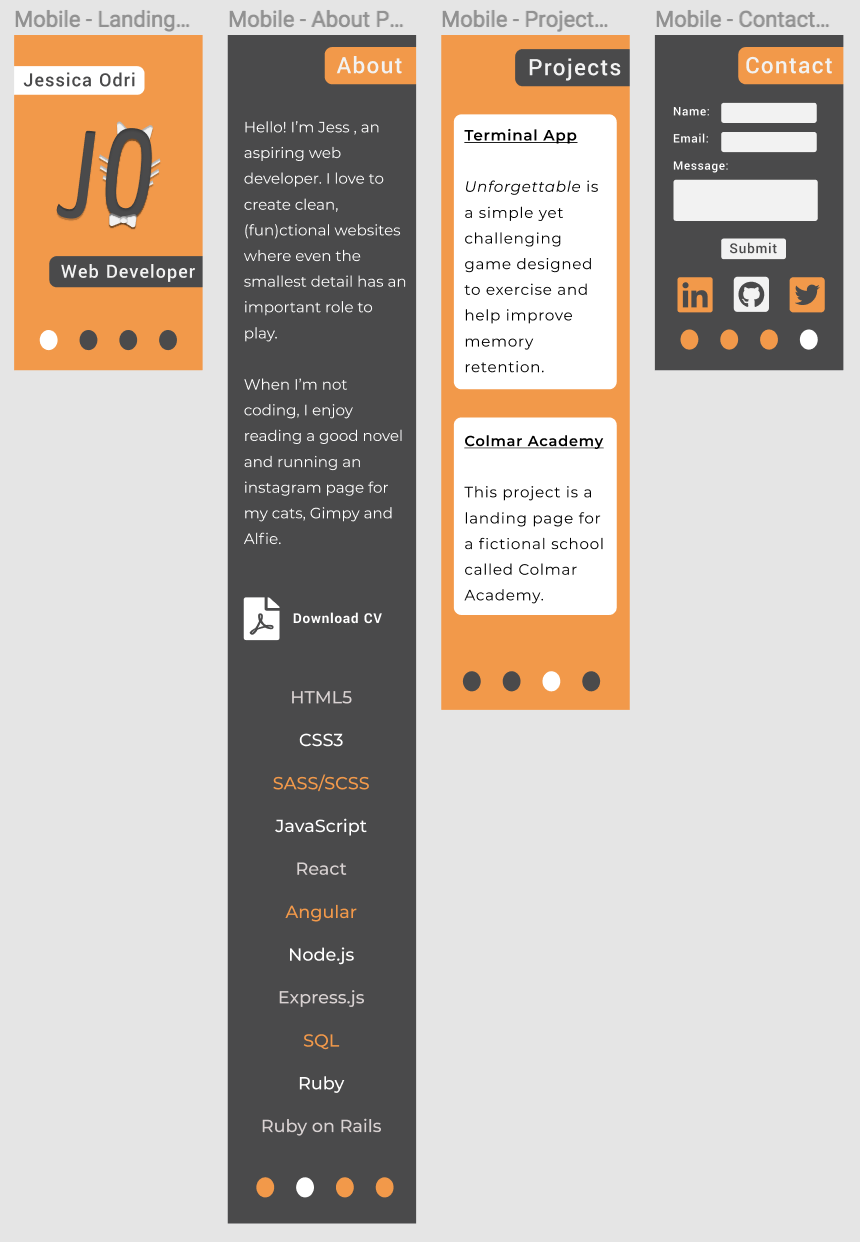 Mobile - Landing...
Jessica Odri
JO
Web Developer
Mobile - About P...
About
Hello! I'm Jess , an
aspiring web
developer. I love to
create clean,
(fun)ctional websites
where even the
smallest detail has an
important role to
play.
When I'm not
coding, I enjoy
reading a good novel
and running an
instagram page for
my cats, Gimpy and
Alfie.
Download CV
HTML5
CSS3
SASS/SCSS
JavaScript
React
Angular
Node.js
Express.js
SQL
Ruby
Ruby on Rails
Mobile - Project...
Projects
Terminal App
Unforgettable is
a simple yet
challenging
game designed
to exercise and
help improve
memory
retention.
Colmar Academy
This project is a
landing page for
a fictional school
called Colmar
Academy.
Mobile - Contact...
Contact
Name:
Email:
Message:
Submit
in